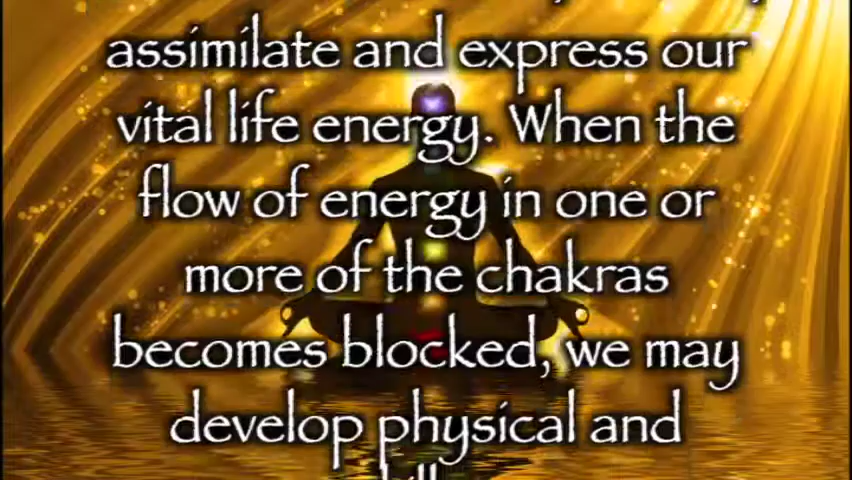 assimilate and express our
vital life energy. When the
flow of energy in one or
more of the chakras
becomes blocked, we may
develop physical and